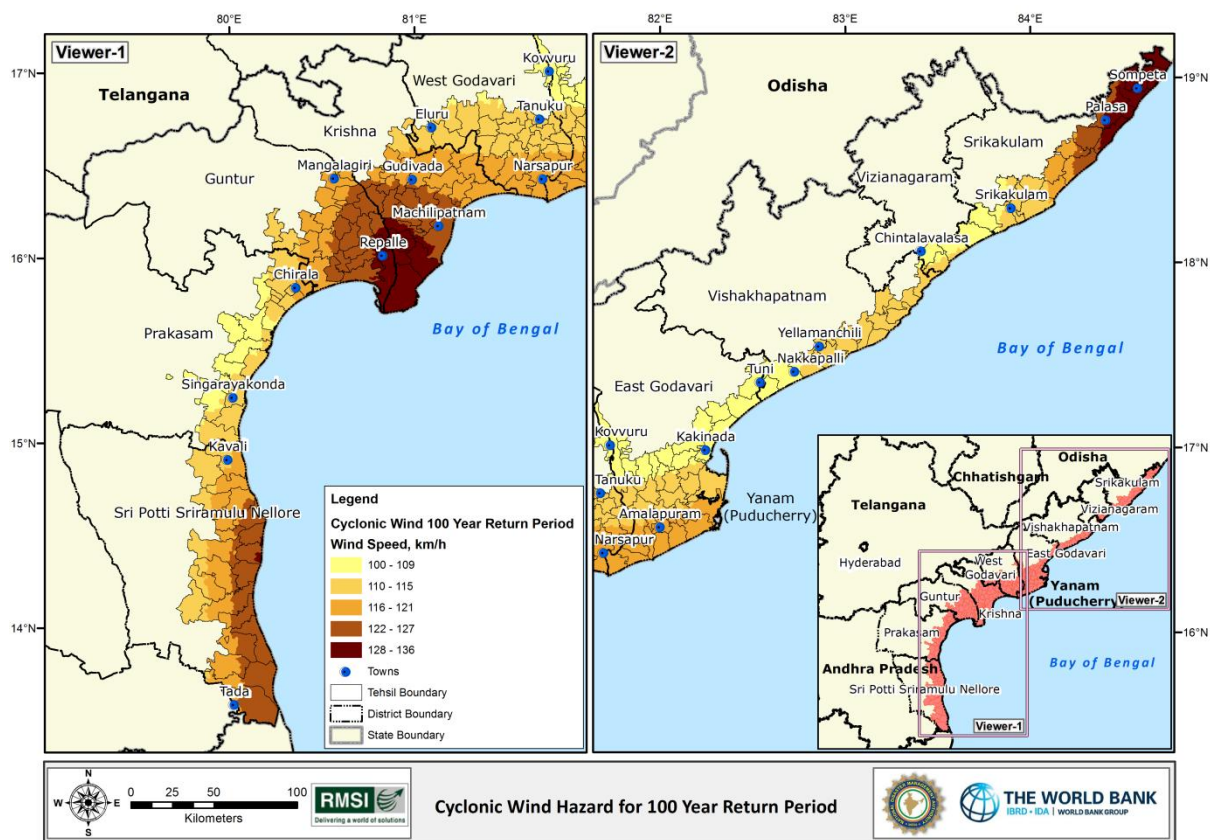 80°E
81°E
82°E
83°E
84°E
Viewer-1
Kovvuru
17°N
West Godavari
Telangana
Tanuku
Eluru
Krishna
Mangalagiri
Gudivada
Narsapur
Guntur
Machilipatnam
Repalle
16°N
Chirala
Prakasam
Bay of Bengal
Singarayakonda
15°N
Kavali
Sri Potti Sriramulu Nellore
14°N
Tada
Legend
Cyclonic Wind 100 Year Return Period
Wind Speed, km/h
100 - 109
110 - 115
116 - 121
122 - 127
128 - 136
Towns
Tehsil Boundary
District Boundary
State Boundary
80°E
81°E
Viewer-2
Sompeta
19°N
Odisha
Palasa
Srikakulam
Vizianagaram
Srikakulam
Chintalavalasa
18°N
Vishakhapatnam
Yellamanchili
Bay of Bengal
Nakkapalli
Tuni
East Godavari
Kovvuru
Kakinada
17°N
Tanuku
Yanam
(Puducherry)
Amalapuram
Narsapur
16°N
82°E
83°E
84°E
Odisha
Chhatishgarh
Srikakulam
Telangana
Vizianagaram
Vishakhapatnam
Hyderabad
East Godavari
West
Godavari
Yanam
(Puducherry)
Viewer-2
Guntur
Krishna
Prakasam
Andhra Pradesh
Bay of Bengal
Sri Potti Sriramulu Nellore
Viewer-1
N
W
E
S
0 25 50 100
Kilometers
RMSI
Delivering a world of solutions
Cyclonic Wind Hazard for 100 Year Return Period
THE WORLD BANK
IBRD • IDA | WORLD BANK GROUP